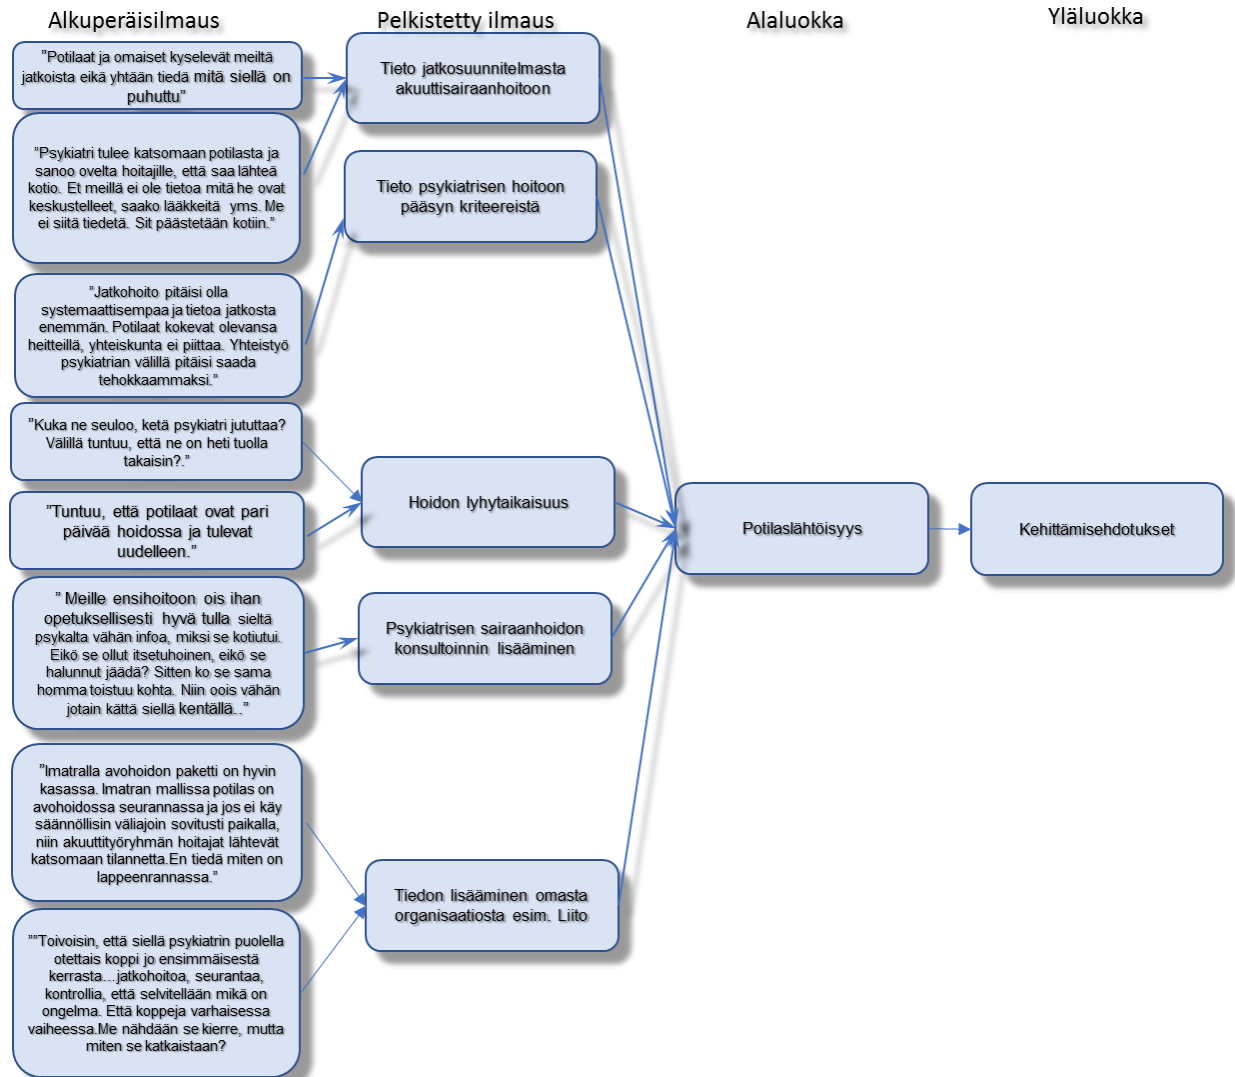 Alkuperäisilmaus
Pelkistetty ilmaus
Alaluokka
Yläluokka
”Potilaat ja omaiset kyselevät meiltä
jatkoista eikä yhtään tiedä mitä siellä on
puhuttu”
”Psykiatri tulee katsomaan potilasta ja
sanoo ovelta hoitajille, että saa lähteä
kotio. Et meillä ei ole tietoa mitä he ovat
keskustelleet, saako lääkkeitä yms. Me
ei siitä tiedetä. Sit päästetään kotiin.”
”Jatkohoito pitäisi olla
systemaattisempaa ja tietoa jatkosta
enemmän. Potilaat kokevat olevansa
heitteillä, yhteiskunta ei piittaa. Yhteistyö
psykiatrian välillä pitäisi saada
tehokkaammaksi.”
”Kuka ne seuloo, ketä psykiatri jututtaa?
Välillä tuntuu, että ne on heti tuolla
takaisin?.”
”Tuntuu, että potilaat ovat pari
päivää hoidossa ja tulevat
uudelleen.”
” Meille ensihoitoon ois ihan
opetuksellisesti hyvä tulla sieltä
psykalta vähän infoa, miksi se kotiutui.
Eikö se ollut itsetuhoinen, eikö se
halunnut jäädä? Sitten ko se sama
homma toistuu kohta. Niin oois vähän
jotain kättä siellä kentällä..”
”Imatralla avohoidon paketti on hyvin
kasassa. Imatran mallissa potilas on
avohoidossa seurannassa ja jos ei käy
säännöllisin väliajoin sovitusti paikalla,
niin akuuttityöryhmän hoitajat lähtevät
katsomaan tilannetta.En tiedä miten on
lappeenrannassa.”
””Toivoisin, että siellä psykiatrin puolella
otettais koppi jo ensimmäisestä
kerrasta…jatkohoitoa, seurantaa,
kontrollia, että selvitellään mikä on
ongelma. Että koppeja varhaisessa
vaiheessa.Me nähdään se kierre, mutta
miten se katkaistaan?
Tieto jatkosuunnitelmasta
akuuttisairaanhoitoon
Tieto psykiatrisen hoitoon
pääsyn kriteereistä
Hoidon lyhytaikaisuus
Psykiatrisen sairaanhoidon
konsultoinnin lisääminen
Tiedon lisääminen omasta
organisaatiosta esim. Liito
Potilaslähtöisyys
Kehittämisehdotukset